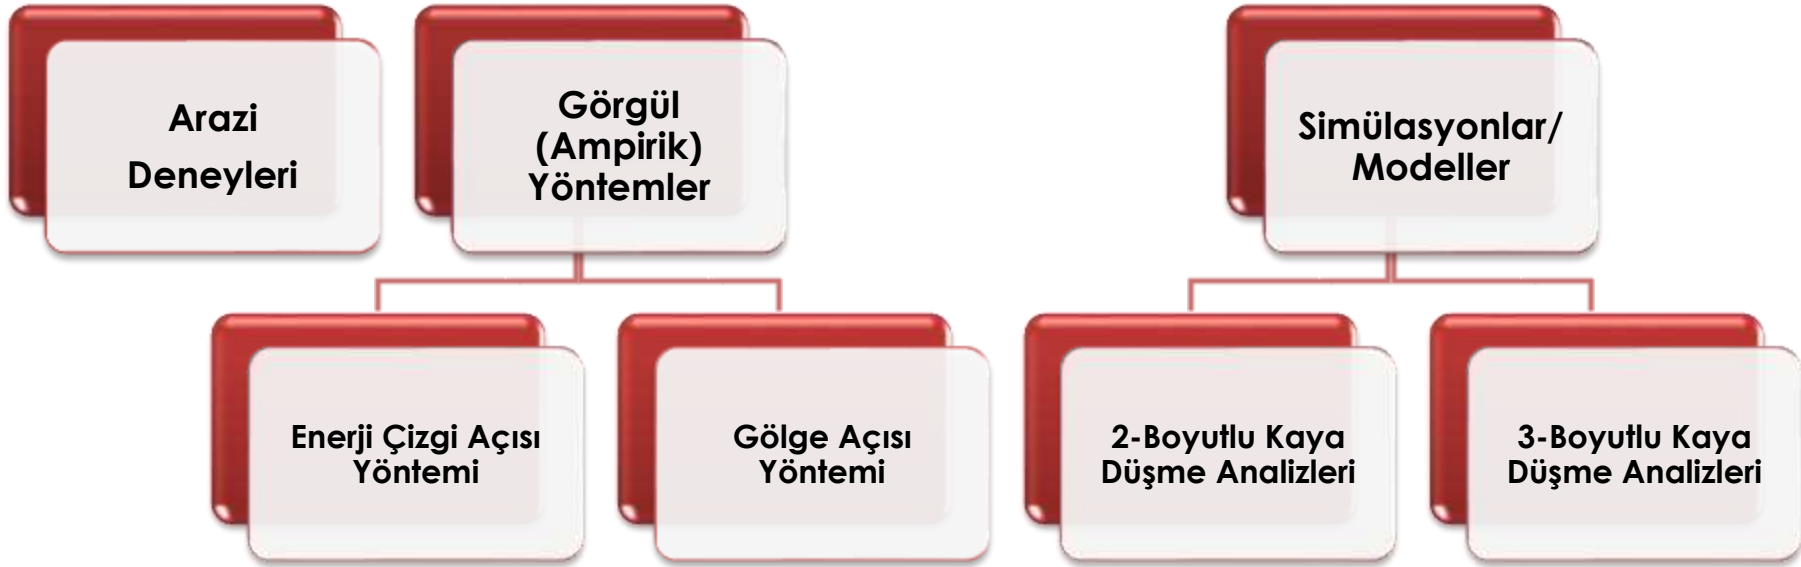 Arazi
Deneyleri
Görgül
(Ampirik)
Yöntemler
Simülasyonlar/
Modeller
Enerji Çizgi Açısı
Yöntemi
Gölge Açısı
Yöntemi
2-Boyutlu Kaya
Düşme Analizleri
3-Boyutlu Kaya
Düşme Analizleri